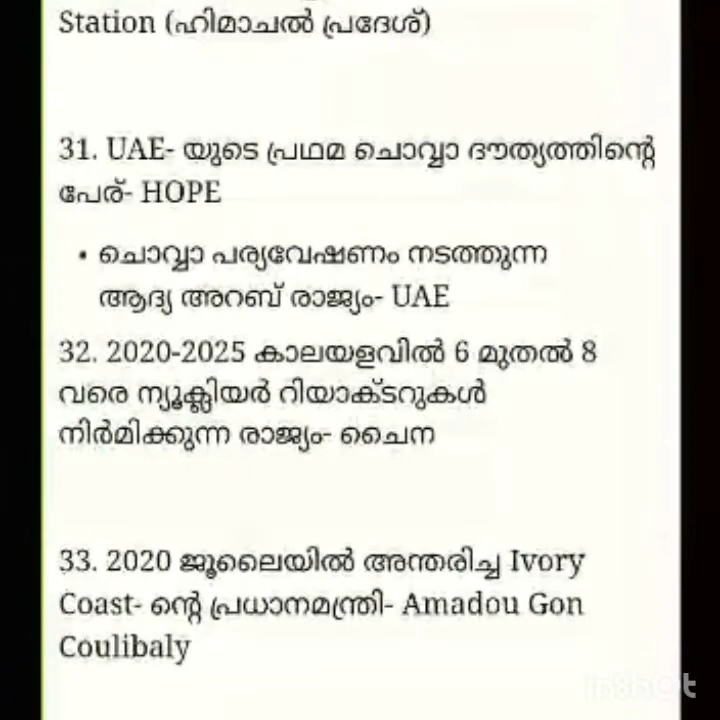 Station (ഹിമാചൽ പ്രദേശ്)
31. UAE- യുടെ പ്രഥമ ചൊവ്വാ ദൗത്യത്തിന്റെ
പേര്- HOPE
• ചൊവ്വാ പര്യവേഷണം നടത്തുന്ന
ആദ്യ അറബ് രാജ്യം- UAE
32. 2020-2025 കാലയളവിൽ 6 മുതൽ 8
വരെ ന്യൂക്ലിയർ റിയാക്ടറുകൾ
നിർമിക്കുന്ന രാജ്യം- ചൈന
33. 2020 ജൂലൈയിൽ അന്തരിച്ച Ivory
Coast- ന്റെ പ്രധാനമന്ത്രി- Amadou Gon
Coulibaly